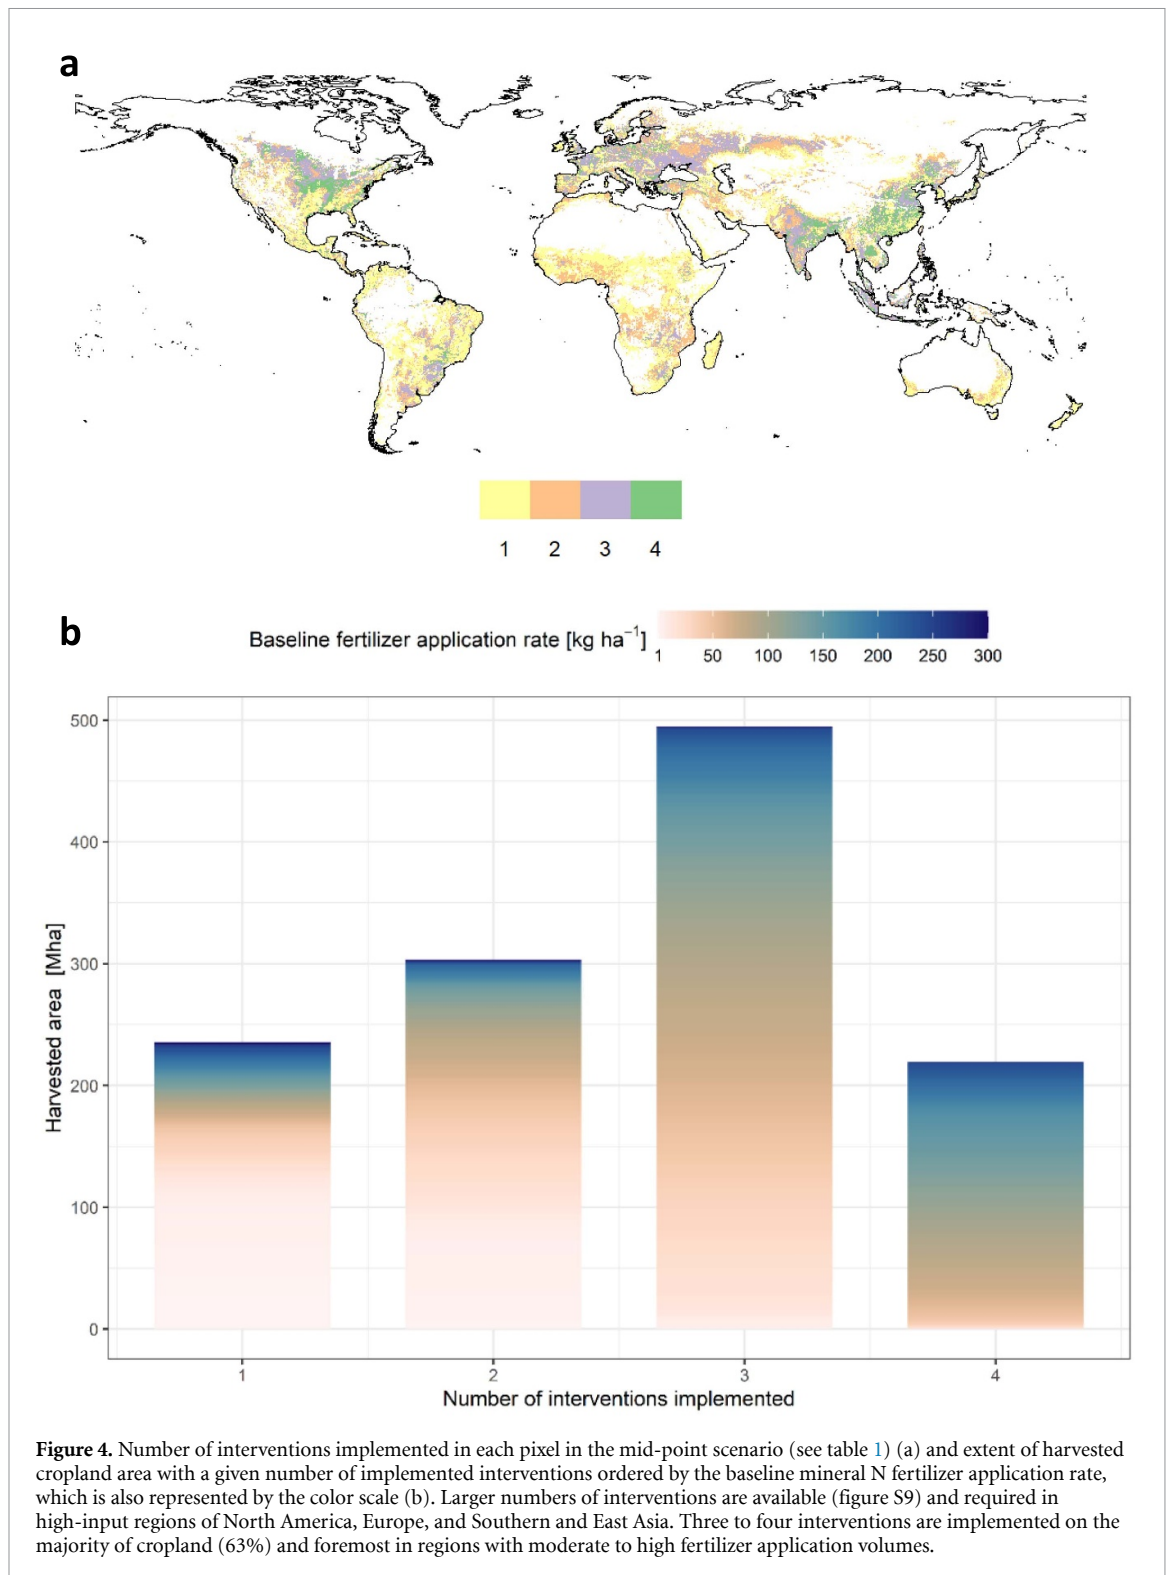 a
1 2 3 4
b
Baseline fertilizer application rate [kg ha⁻¹]
1 50 100 150 200 250 300
500
400
300
200
100
0
Harvested area [Mha]
1 2 3 4
Number of interventions implemented
Figure 4. Number of interventions implemented in each pixel in the mid-point scenario (see table 1) (a) and extent of harvested
cropland area with a given number of implemented interventions ordered by the baseline mineral N fertilizer application rate,
which is also represented by the color scale (b). Larger numbers of interventions are available (figure S9) and required in
high-input regions of North America, Europe, and Southern and East Asia. Three to four interventions are implemented on the
majority of cropland (63%) and foremost in regions with moderate to high fertilizer application volumes.